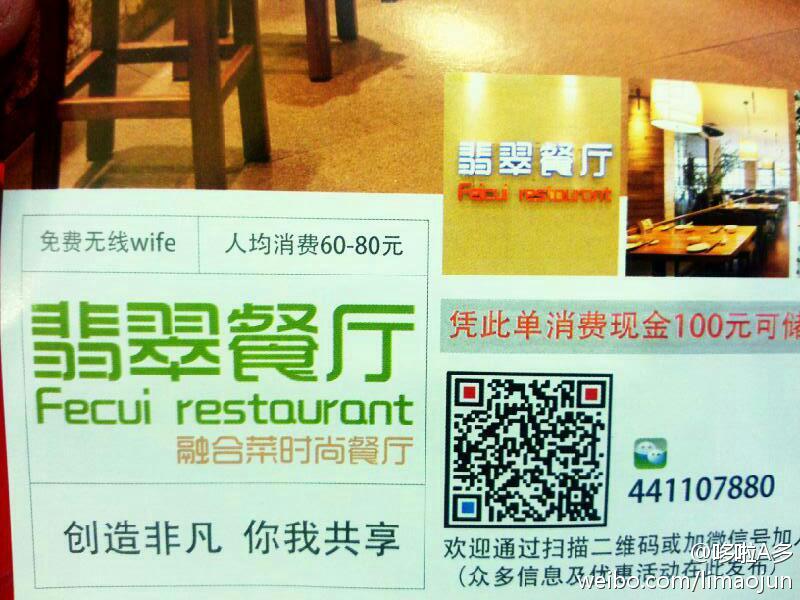 翡翠餐厅
Feicui restaurant
免费无线wife
人均消费60-80元
翡翠餐厅
Fecui restaurant
融合菜时尚餐厅
创造非凡 你我共享
凭此单消费现金100元可储
441107880
欢迎通过扫描二维码或加微信号加入
(众多信息及优惠活动在此发布)
@哆啦A多
weibo.com/limaojun